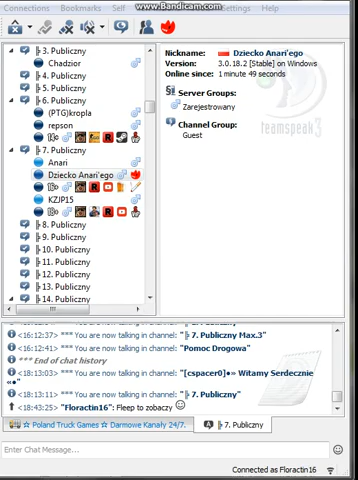 www.Bandicam.com
Connections Bookmarks Self Settings Help
3. Publiczny
Chadzior
4. Publiczny
5. Publiczny
6. Publiczny
(PTG)kropla
repson
7. Publiczny
Anari
Dziecko Anari'ego
KZJP15
8. Publiczny
9. Publiczny
10. Publiczny
11. Publiczny
12. Publiczny
13. Publiczny
14. Publiczny
Nickname: Dziecko Anari'ego
Version: 3.0.18.2 [Stable] on Windows
Online since: 1 minute 49 seconds
Server Groups:
Zarejestrowany
Channel Group:
Guest
teamspeak3
<16:12:37> *** You are now talking in channel: "╠ 7. Publiczny Max.3"
<16:12:41> *** You are now talking in channel: "Pomoc Drogowa"
*** End of chat history
<18:13:03> *** You are now talking in channel: "[cspacer0]●» Witamy Serdecznie «●"
<18:13:11> *** You are now talking in channel: "╠ 7. Publiczny"
<18:43:25> "Floractin16": Fleep to zobaczy
☆ Poland Truck Games ☆ Darmowe Kanały 24/7.
╠ 7. Publiczny
Enter Chat Message...
Connected as Floractin16